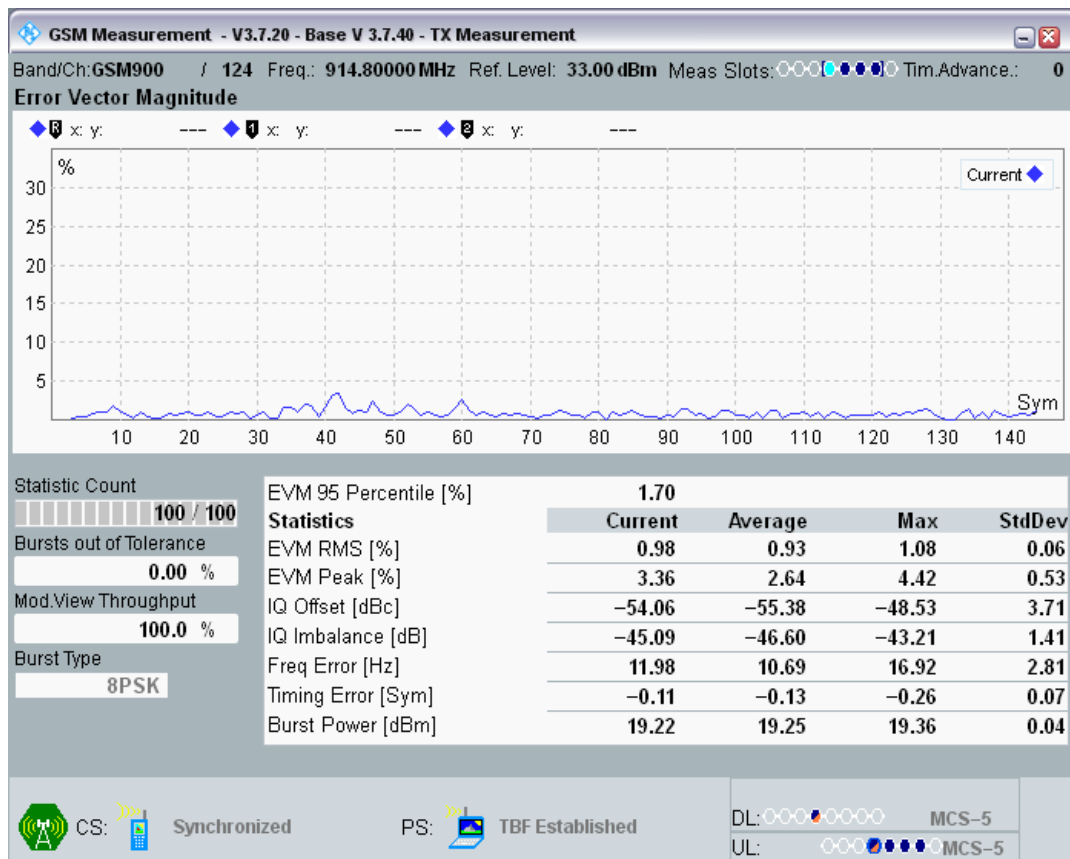 GSM Measurement - V3.7.20 - Base V 3.7.40 - TX Measurement
Band/Ch:GSM900 / 124 Freq.: 914.80000 MHz Ref. Level: 33.00 dBm Meas Slots: Tim.Advance.: 0
Error Vector Magnitude
R x: y: --- 1 x: y: --- 2 x: y: ---
%
Current
30
25
20
15
10
5
Sym
10 20 30 40 50 60 70 80 90 100 110 120 130 140
Statistic Count
100 / 100
Bursts out of Tolerance
0.00 %
Mod.View Throughput
100.0 %
Burst Type
8PSK
EVM 95 Percentile [%] 1.70
Statistics Current Average Max StdDev
EVM RMS [%] 0.98 0.93 1.08 0.06
EVM Peak [%] 3.36 2.64 4.42 0.53
IQ Offset [dBc] −54.06 −55.38 −48.53 3.71
IQ Imbalance [dB] −45.09 −46.60 −43.21 1.41
Freq Error [Hz] 11.98 10.69 16.92 2.81
Timing Error [Sym] −0.11 −0.13 −0.26 0.07
Burst Power [dBm] 19.22 19.25 19.36 0.04
CS: Synchronized PS: TBF Established
DL: MCS−5
UL: MCS−5